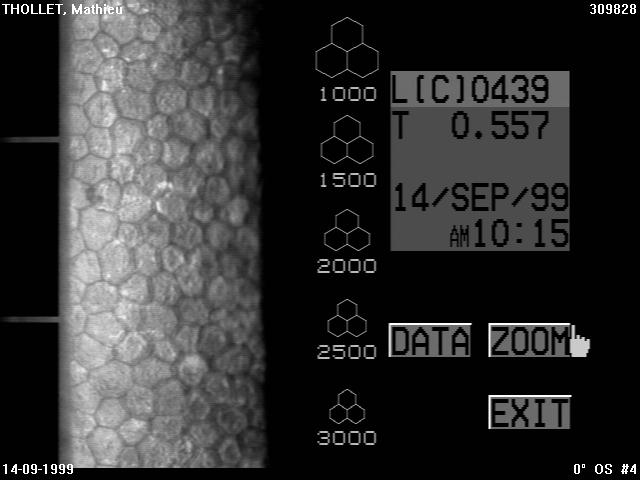 THOLLET, Mathieu
309828
1000
1500
2000
2500
3000
L(C)0439
T 0.557
14/SEP/99
AM10:15
DATA ZOOM
EXIT
14-09-1999
0° OS #4